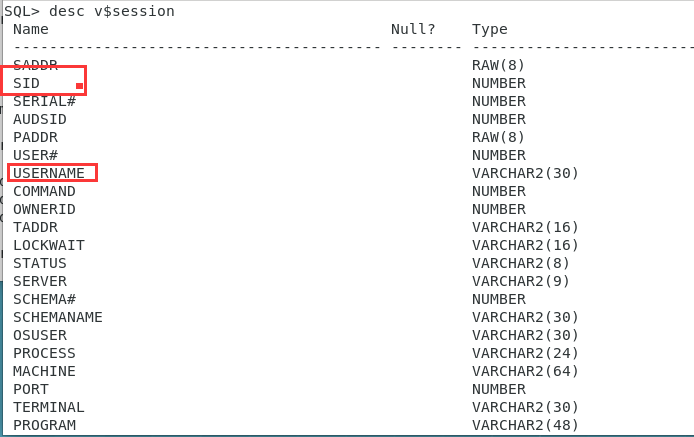 SQL> desc v$session
Name Null? Type
----------------------------------------- -------- -------------------------
SADDR RAW(8)
SID NUMBER
SERIAL# NUMBER
AUDSID NUMBER
PADDR RAW(8)
USER# NUMBER
USERNAME VARCHAR2(30)
COMMAND NUMBER
OWNERID NUMBER
TADDR VARCHAR2(16)
LOCKWAIT VARCHAR2(16)
STATUS VARCHAR2(8)
SERVER VARCHAR2(9)
SCHEMA# NUMBER
SCHEMANAME VARCHAR2(30)
OSUSER VARCHAR2(30)
PROCESS VARCHAR2(24)
MACHINE VARCHAR2(64)
PORT NUMBER
TERMINAL VARCHAR2(30)
PROGRAM VARCHAR2(48)